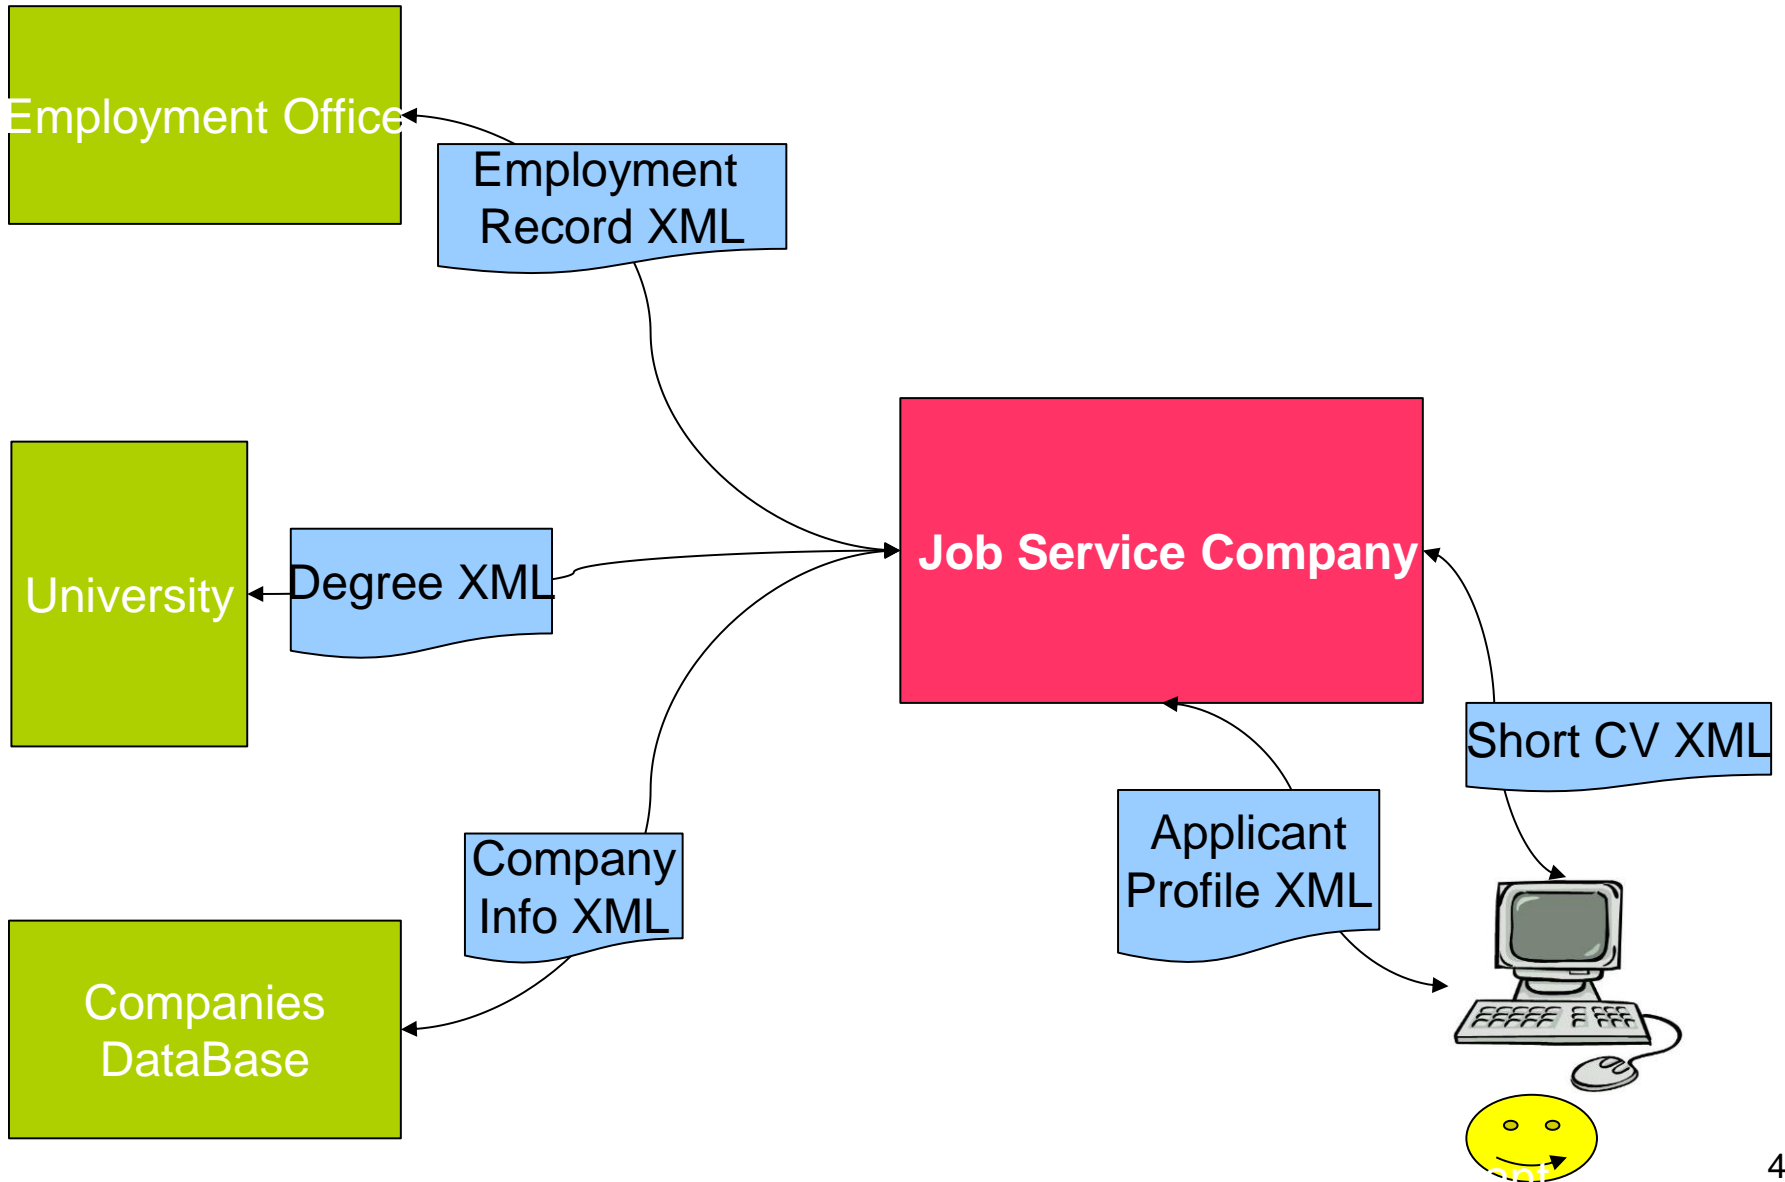 Employment Office
Employment
Record XML
Job Service Company
University
Degree XML
Short CV XML
Applicant
Profile XML
Company
Info XML
Companies
DataBase
4